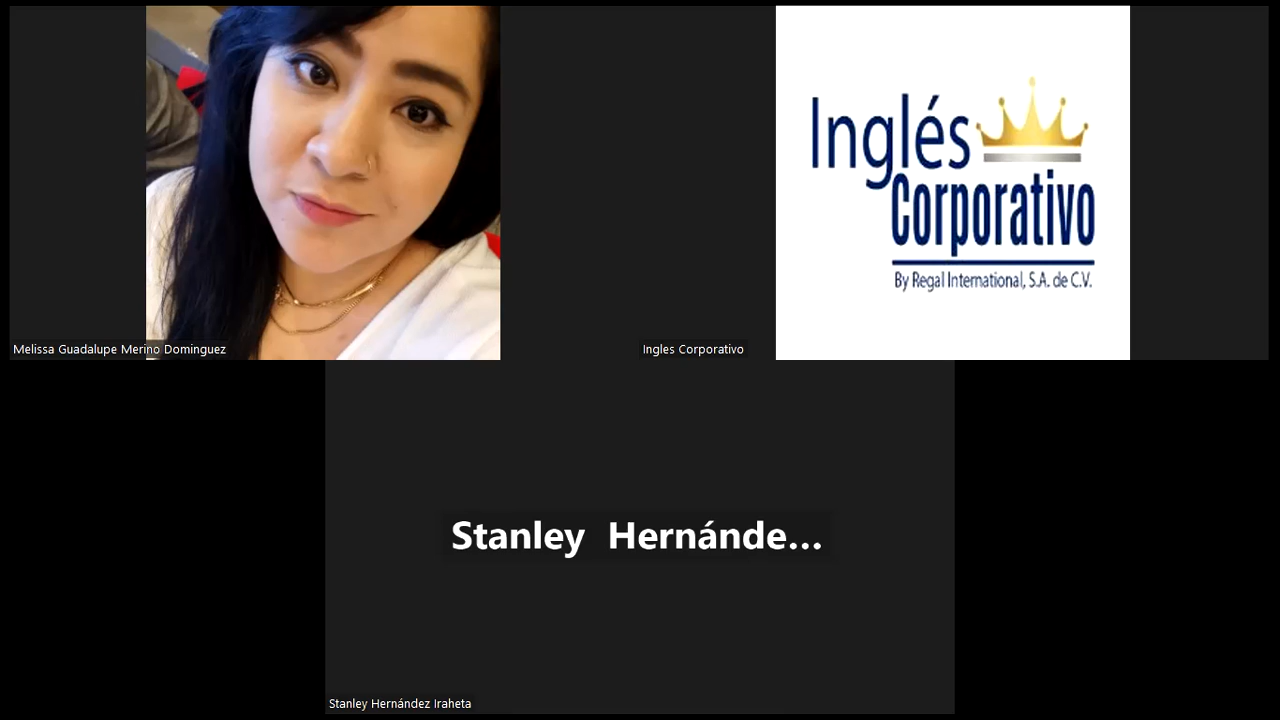 Inglés
Corporativo
By Regal International, S.A. de C.V.
Melissa Guadalupe Merino Dominguez
Ingles Corporativo
Stanley Hernánde...
Stanley Hernández Iraheta